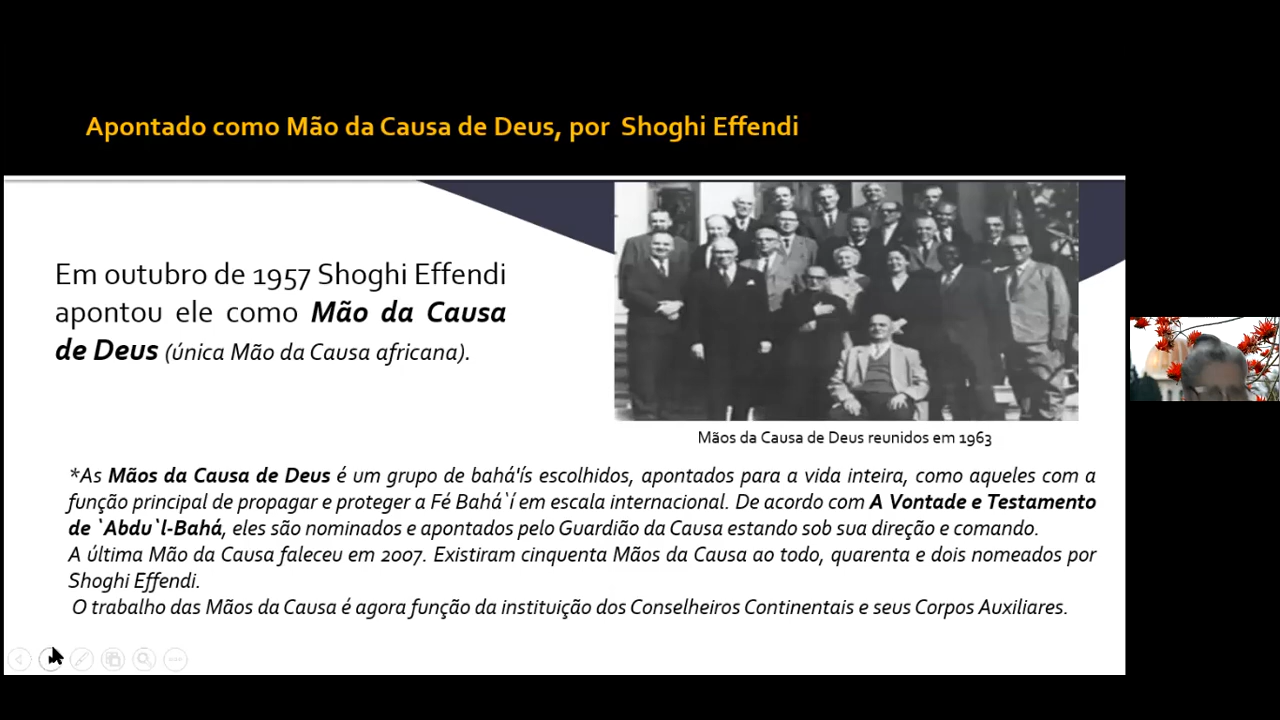 Apontado como Mão da Causa de Deus, por Shoghi Effendi
Em outubro de 1957 Shoghi Effendi
apontou ele como Mão da Causa
de Deus (única Mão da Causa africana).
Mãos da Causa de Deus reunidos em 1963
*As Mãos da Causa de Deus é um grupo de bahá'ís escolhidos, apontados para a vida inteira, como aqueles com a
função principal de propagar e proteger a Fé Bahá`í em escala internacional. De acordo com A Vontade e Testamento
de `Abdu`l-Bahá, eles são nominados e apontados pelo Guardião da Causa estando sob sua direção e comando.
A última Mão da Causa faleceu em 2007. Existiram cinquenta Mãos da Causa ao todo, quarenta e dois nomeados por
Shoghi Effendi.
O trabalho das Mãos da Causa é agora função da instituição dos Conselheiros Continentais e seus Corpos Auxiliares.